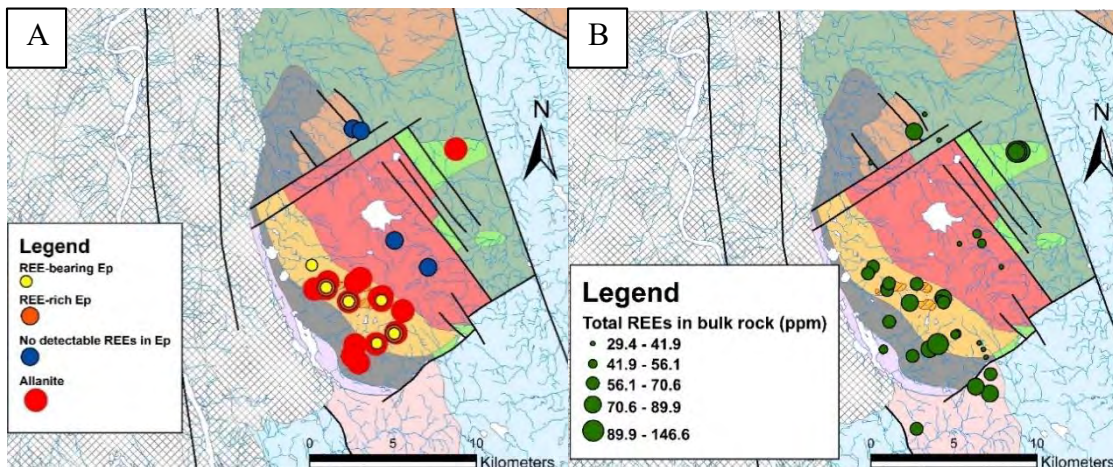 A
N
Legend
REE-bearing Ep
REE-rich Ep
No detectable REEs in Ep
Allanite
0 5 10
Kilometers
B
N
Legend
Total REEs in bulk rock (ppm)
29.4 - 41.9
41.9 - 56.1
56.1 - 70.6
70.6 - 89.9
89.9 - 146.6
0 5 10
Kilometers